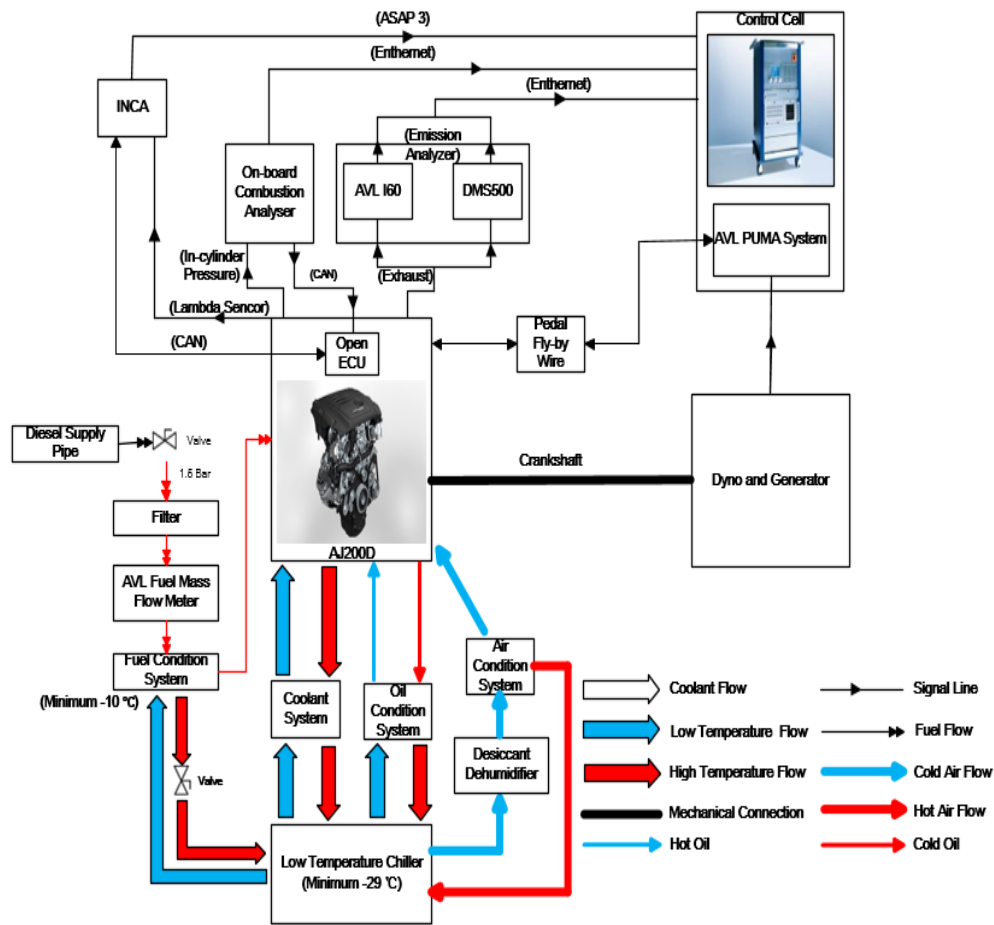 (ASAP 3)
Control Cell
(Enthernet)
(Enthernet)
INCA
(Emission
Analyzer)
On-board
Combustion
Analyser
AVL I60
DMS500
AVL PUMA System
(In-cylinder
Pressure)
(CAN)
(Exhaust)
(Lambda Sencor)
(CAN)
Open
ECU
Pedal
Fly-by
Wire
Diesel Supply
Pipe
Valve
1.6 Bar
Crankshaft
Dyno and Generator
Filter
AJ200D
AVL Fuel Mass
Flow Meter
Fuel Condition
System
(Minimum -10 ℃)
Air
Condition
System
Coolant
System
Oil
Condition
System
Valve
Desiccant
Dehumidifier
Low Temperature Chiller
(Minimum -29 ℃)
Coolant Flow
Signal Line
Low Temperature Flow
Fuel Flow
High Temperature Flow
Cold Air Flow
Mechanical Connection
Hot Air Flow
Hot Oil
Cold Oil